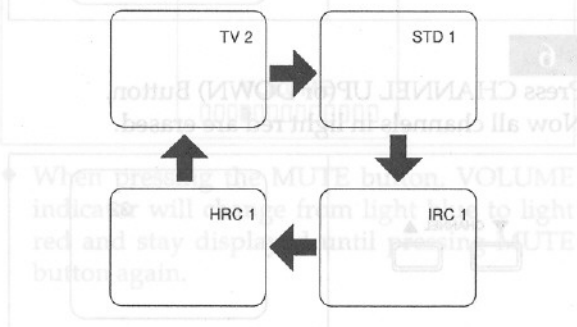 TV 2
STD 1
HRC 1
IRC 1
6
Press CHANNEL UP(or DOWN) Button.
Now all channels in light red are erased.
When pressing the MUTE button, VOLUME
indicator will change from light blue to light
red and stay displayed until pressing MUTE
button again.
CHANNEL